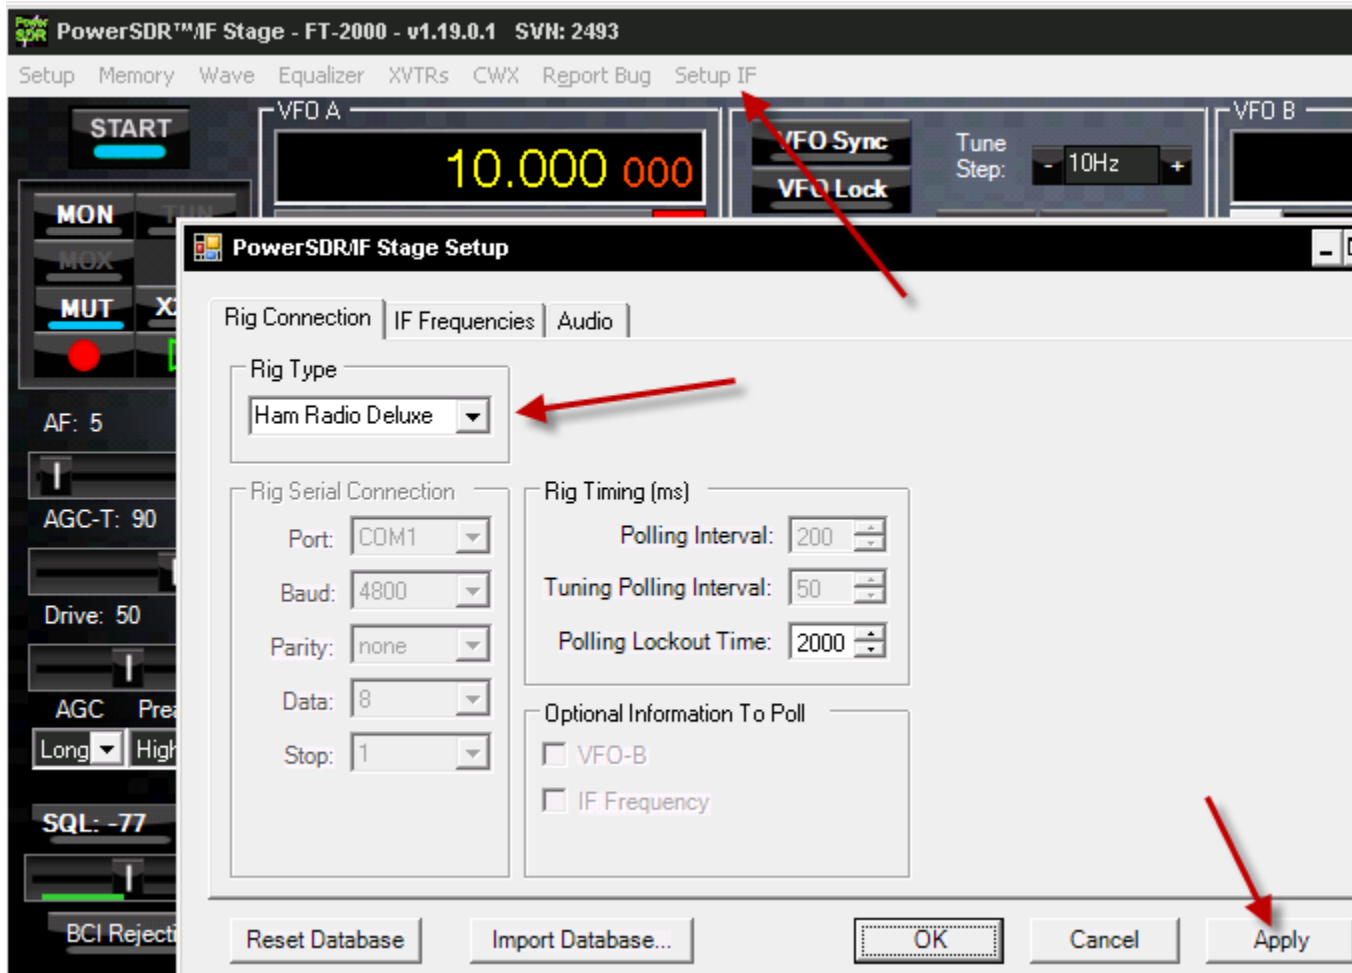 PowerSDR™/IF Stage - FT-2000 - v1.19.0.1 SVN: 2493
Setup Memory Wave Equalizer XVTRs CWX Report Bug Setup IF
START
VFO A
10.000 000
VFO Sync
VFO Lock
Tune
Step:
- 10Hz +
VFO B
MON TUN
MOX
MUT
AF: 5
AGC-T: 90
Drive: 50
AGC
Long High
SQL: -77
BCI Rejecti
PowerSDR/IF Stage Setup
Rig Connection IF Frequencies Audio
Rig Type
Ham Radio Deluxe
Rig Serial Connection
Port: COM1
Baud: 4800
Parity: none
Data: 8
Stop: 1
Rig Timing (ms)
Polling Interval: 200
Tuning Polling Interval: 50
Polling Lockout Time: 2000
Optional Information To Poll
VFO-B
IF Frequency
Reset Database Import Database... OK Cancel Apply